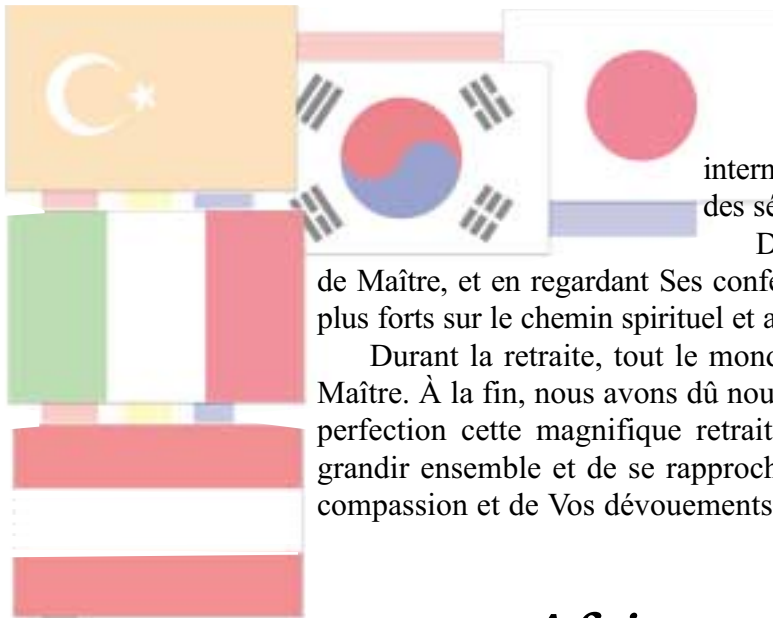 intern
des sé
D
de Maître, et en regardant Ses confé
plus forts sur le chemin spirituel et a
Durant la retraite, tout le mond
Maître. À la fin, nous avons dû nou
perfection cette magnifique retrait
grandir ensemble et de se rapproch
compassion et de Vos dévouements